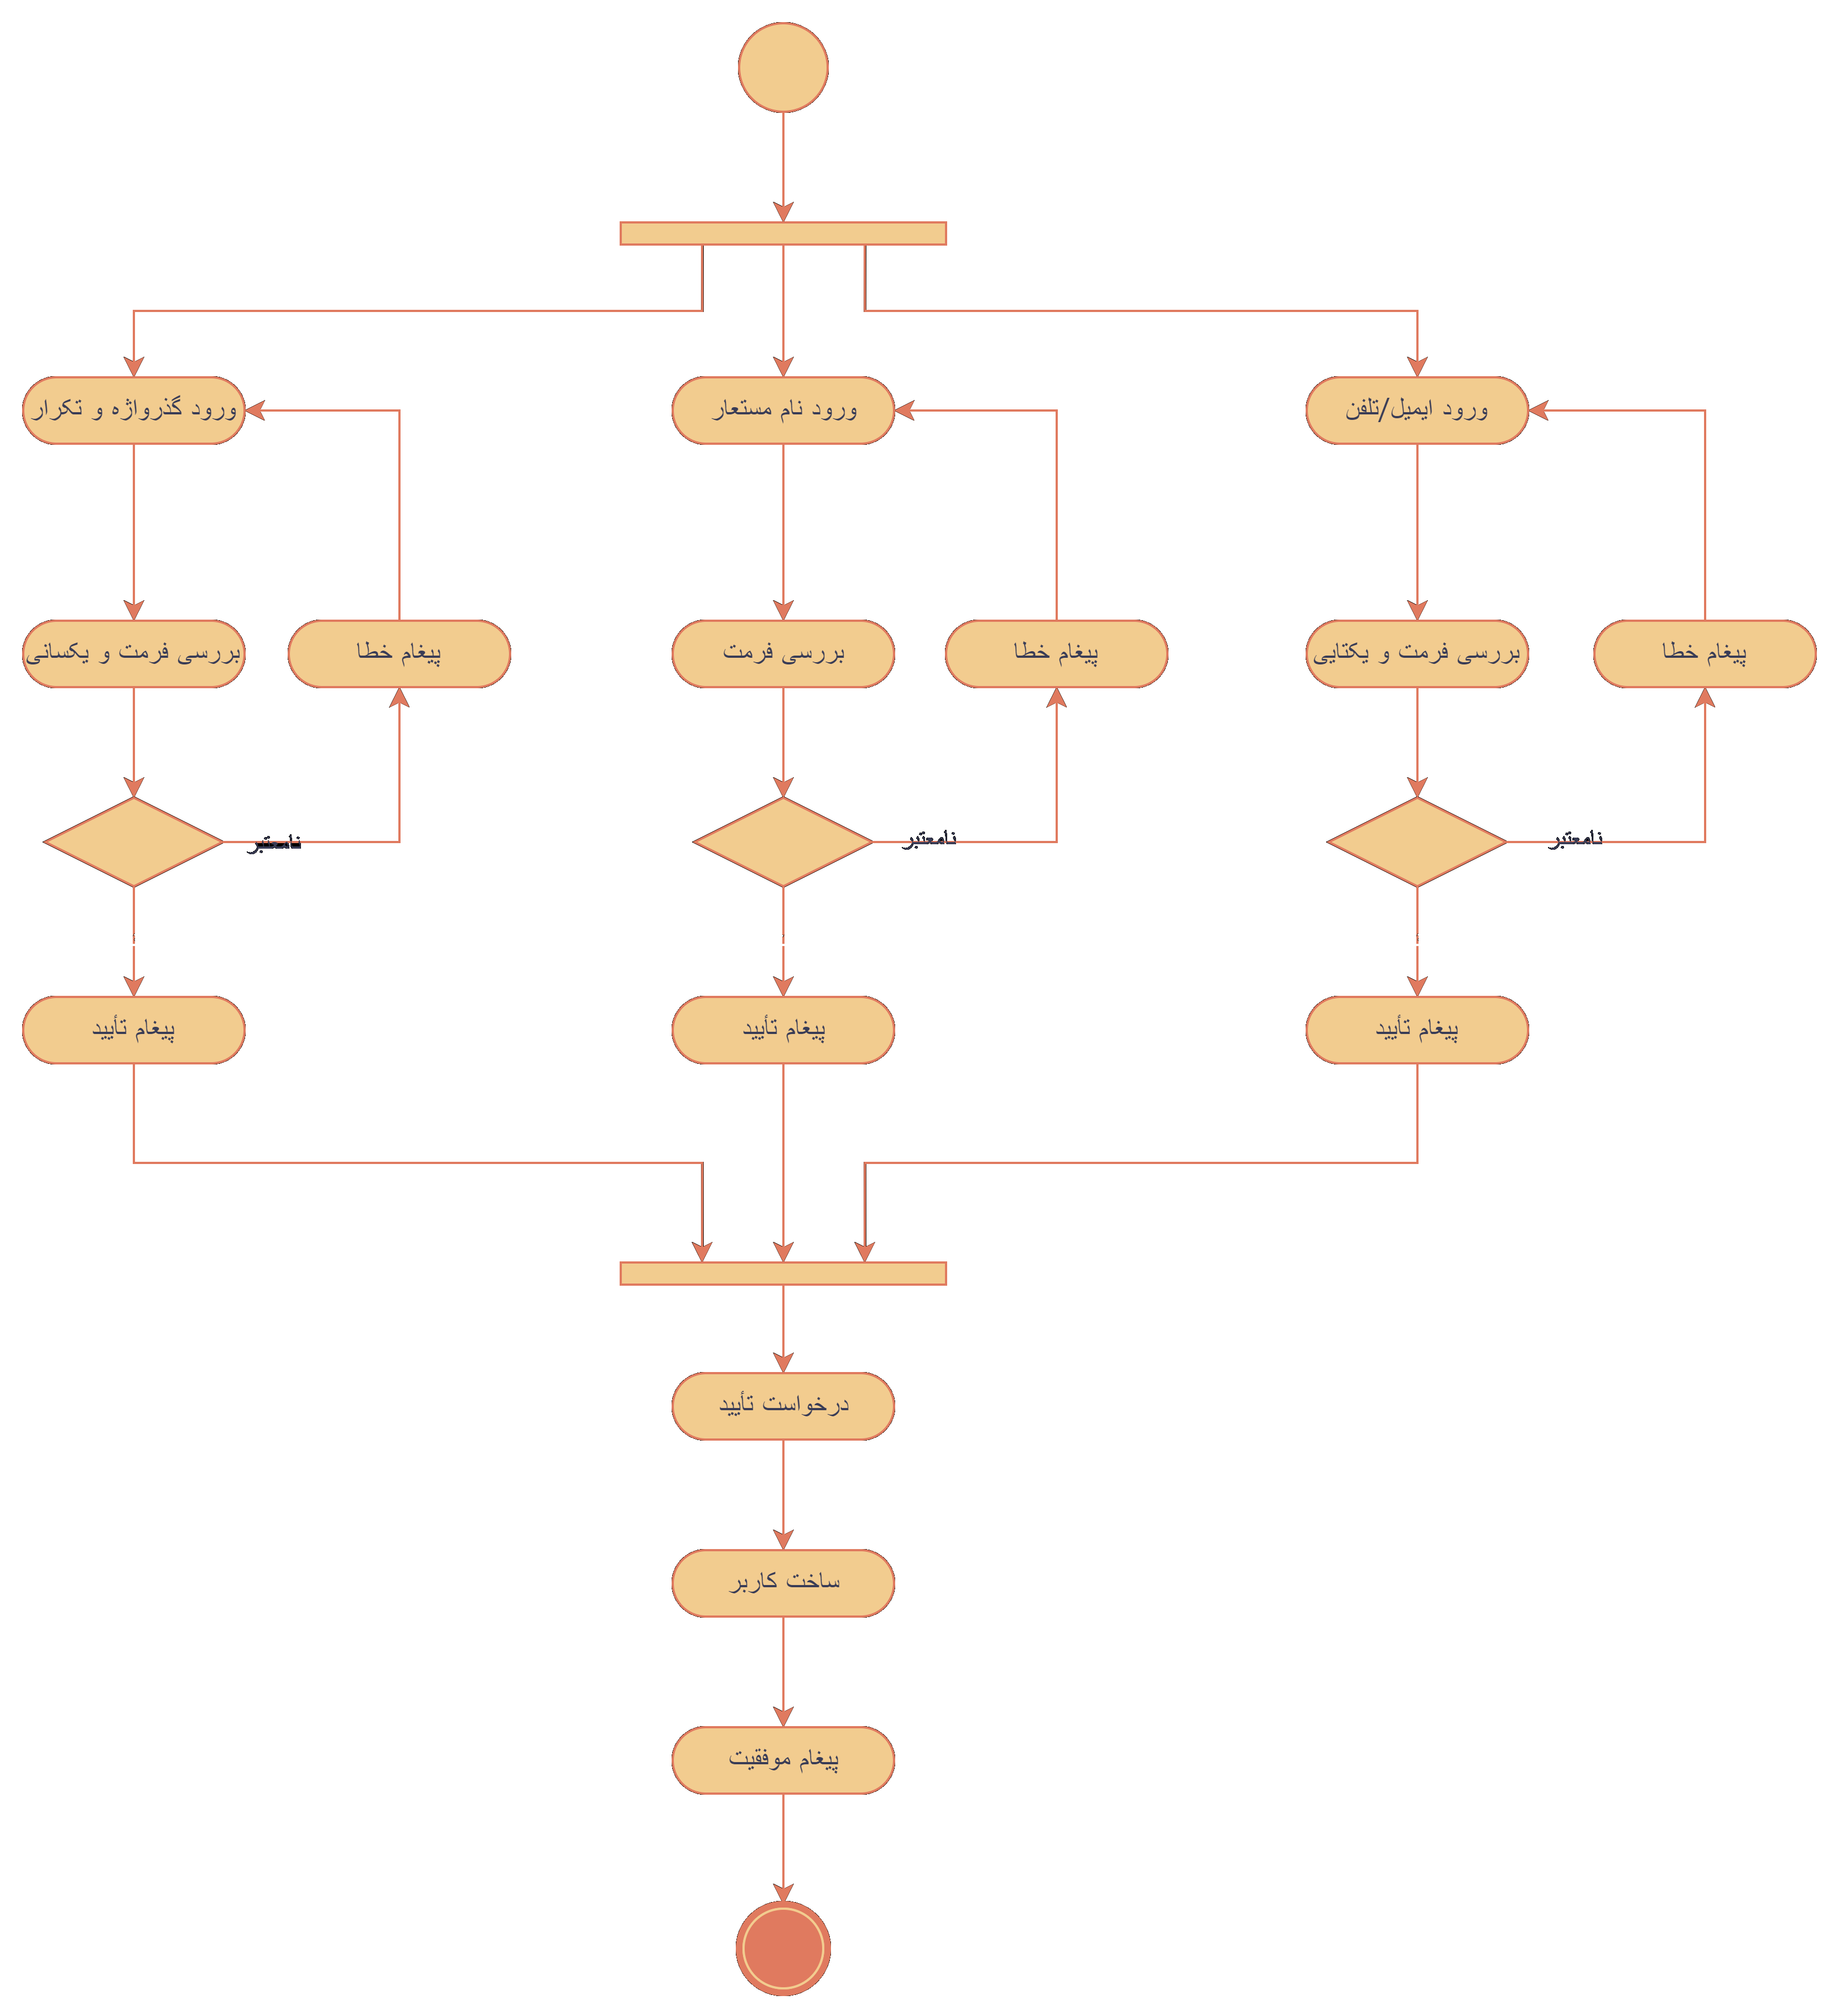 ورود ایمیل/تلفن
ورود نام مستعار
ورود گذرواژه و تکرار
پیغام خطا
بررسی فرمت و یکتایی
پیغام خطا
بررسی فرمت
پیغام خطا
بررسی فرمت و یکسانی
نامعتبر
نامعتبر
نامعتبر
پیغام تأیید
پیغام تأیید
پیغام تأیید
درخواست تأیید
ساخت کاربر
پیغام موفقیت